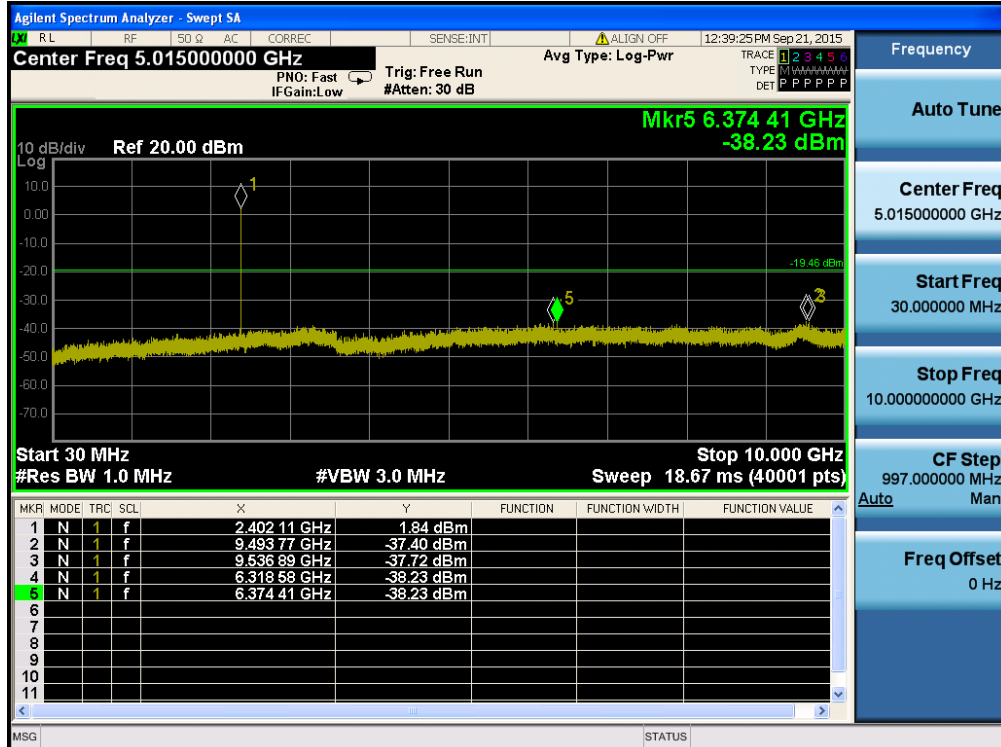 Agilent Spectrum Analyzer - Swept SA
LXI RL RF 50 Ω AC CORREC SENSE:INT ALIGN OFF 12:39:25 PM Sep 21, 2015
Center Freq 5.015000000 GHz
PNO: Fast
IFGain:Low
Trig: Free Run
#Atten: 30 dB
Avg Type: Log-Pwr
TRACE 1 2 3 4 5 6
TYPE M WWWWW
DET P P P P P P
Mkr5 6.374 41 GHz
-38.23 dBm
10 dB/div Ref 20.00 dBm
Log
10.0
0.00
-10.0
-20.0
-30.0
-40.0
-50.0
-60.0
-70.0
1
-19.46 dBm
5
2
3
Start 30 MHz Stop 10.000 GHz
#Res BW 1.0 MHz #VBW 3.0 MHz Sweep 18.67 ms (40001 pts)
MKR MODE TRC SCL X Y FUNCTION FUNCTION WIDTH FUNCTION VALUE
1 N 1 f 2.402 11 GHz 1.84 dBm
2 N 1 f 9.493 77 GHz -37.40 dBm
3 N 1 f 9.536 89 GHz -37.72 dBm
4 N 1 f 6.318 58 GHz -38.23 dBm
5 N 1 f 6.374 41 GHz -38.23 dBm
6
7
8
9
10
11
MSG STATUS
Frequency
Auto Tune
Center Freq
5.015000000 GHz
Start Freq
30.000000 MHz
Stop Freq
10.000000000 GHz
CF Step
997.000000 MHz
Auto Man
Freq Offset
0 Hz